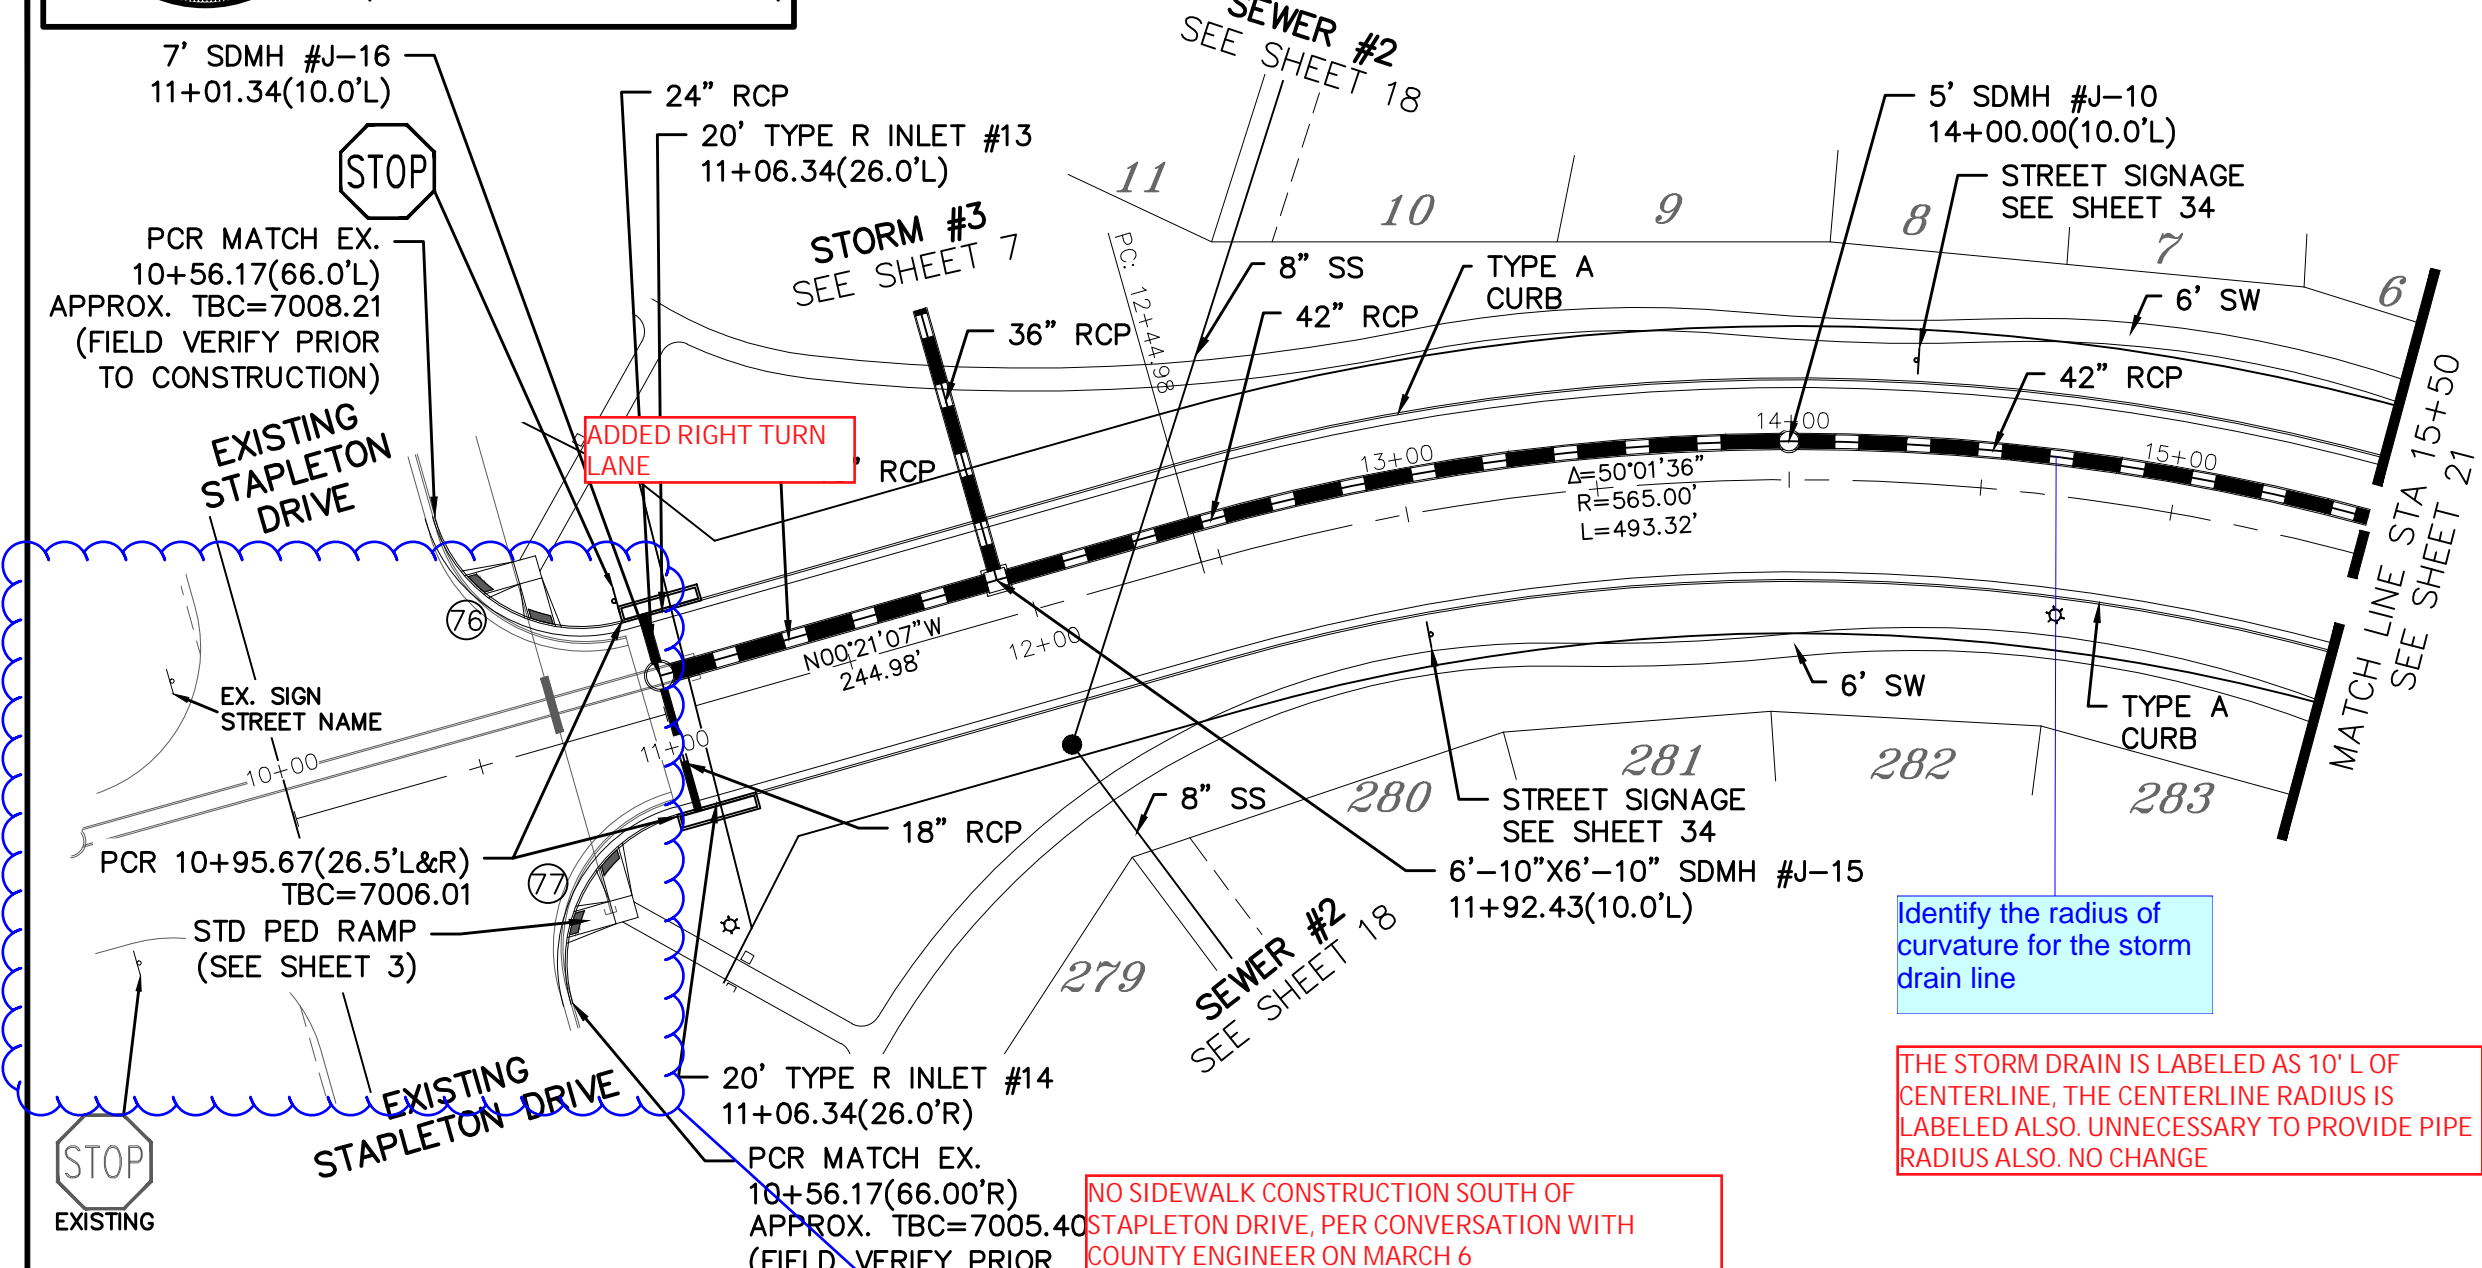 7' SDMH #J-16
11+01.34(10.0'L)
STOP
24" RCP
20' TYPE R INLET #13
11+06.34(26.0'L)
SEWER #2
SEE SHEET 18
5' SDMH #J-10
14+00.00(10.0'L)
STREET SIGNAGE
SEE SHEET 34
11
10
9
8
7
6
PCR MATCH EX.
10+56.17(66.0'L)
APPROX. TBC=7008.21
(FIELD VERIFY PRIOR
TO CONSTRUCTION)
STORM #3
SEE SHEET 7
PC: 12+44.98
36" RCP
8" SS
42" RCP
TYPE A
CURB
6' SW
42" RCP
EXISTING
STAPLETON
DRIVE
ADDED RIGHT TURN
LANE
' RCP
13+00
14+00
15+00
Δ=50°01'36"
R=565.00'
L=493.32'
MATCH LINE STA 15+50
SEE SHEET 21
76
N00°21'07"W
244.98'
12+00
11+00
10+00
EX. SIGN
STREET NAME
6' SW
TYPE A
CURB
PCR 10+95.67(26.5'L&R)
TBC=7006.01
77
18" RCP
8" SS
279
280
281
282
283
STREET SIGNAGE
SEE SHEET 34
6'-10"X6'-10" SDMH #J-15
11+92.43(10.0'L)
STD PED RAMP
(SEE SHEET 3)
SEWER #2
SEE SHEET 18
Identify the radius of
curvature for the storm
drain line
EXISTING
STAPLETON DRIVE
STOP
EXISTING
20' TYPE R INLET #14
11+06.34(26.0'R)
PCR MATCH EX.
10+56.17(66.00'R)
APPROX. TBC=7005.40
(FIELD VERIFY PRIOR
THE STORM DRAIN IS LABELED AS 10' L OF
CENTERLINE, THE CENTERLINE RADIUS IS
LABELED ALSO. UNNECESSARY TO PROVIDE PIPE
RADIUS ALSO. NO CHANGE
NO SIDEWALK CONSTRUCTION SOUTH OF
STAPLETON DRIVE, PER CONVERSATION WITH
COUNTY ENGINEER ON MARCH 6